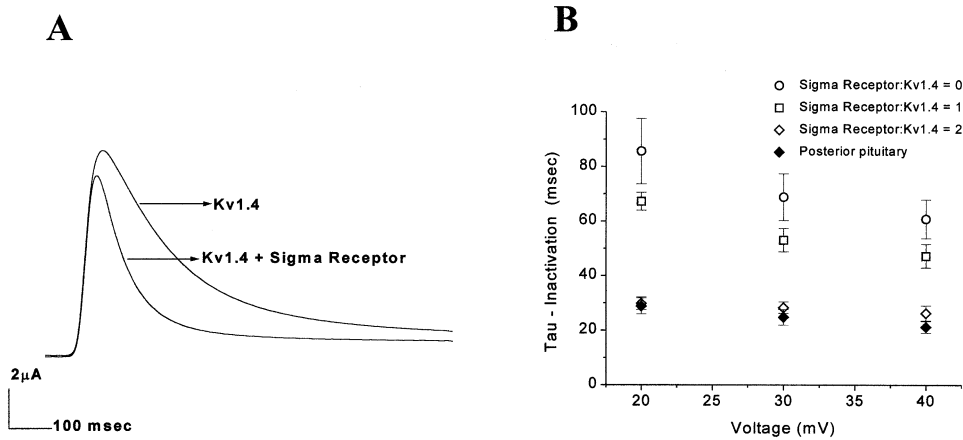 A
Kv1.4
Kv1.4 + Sigma Receptor
2μA
100 msec
B
Sigma Receptor:Kv1.4 = 0
Sigma Receptor:Kv1.4 = 1
Sigma Receptor:Kv1.4 = 2
Posterior pituitary
Tau - Inactivation (msec)
100
80
60
40
20
0
20
25
30
35
40
Voltage (mV)